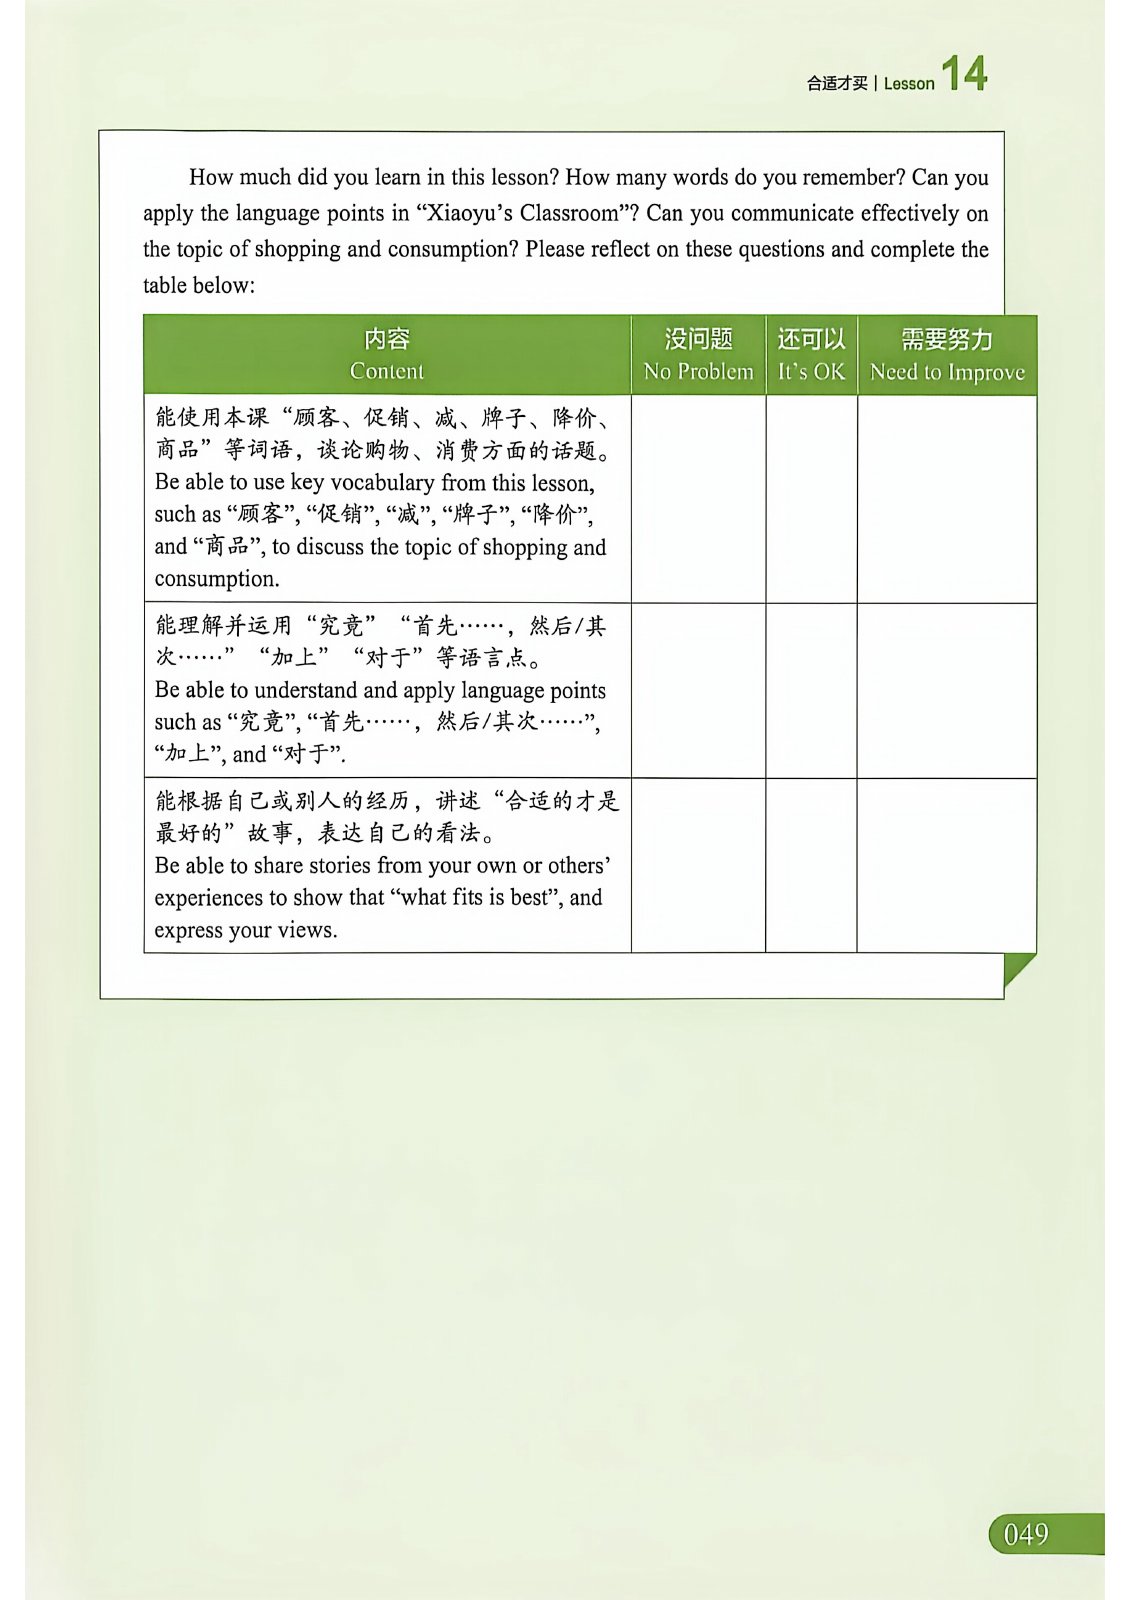 合适才买 | Lesson 14
How much did you learn in this lesson? How many words do you remember? Can you
apply the language points in “Xiaoyu’s Classroom”? Can you communicate effectively on
the topic of shopping and consumption? Please reflect on these questions and complete the
table below:
内容
Content
没问题
No Problem
还可以
It’s OK
需要努力
Need to Improve
能使用本课“顾客、促销、减、牌子、降价、
商品”等词语，谈论购物、消费方面的话题。
Be able to use key vocabulary from this lesson,
such as “顾客”, “促销”, “减”, “牌子”, “降价”,
and “商品”, to discuss the topic of shopping and
consumption.
能理解并运用“究竟”“首先……，然后/其
次……”“加上”“对于”等语言点。
Be able to understand and apply language points
such as “究竟”, “首先……，然后/其次……”,
“加上”, and “对于”.
能根据自己或别人的经历，讲述“合适的才是
最好的”故事，表达自己的看法。
Be able to share stories from your own or others’
experiences to show that “what fits is best”, and
express your views.
049